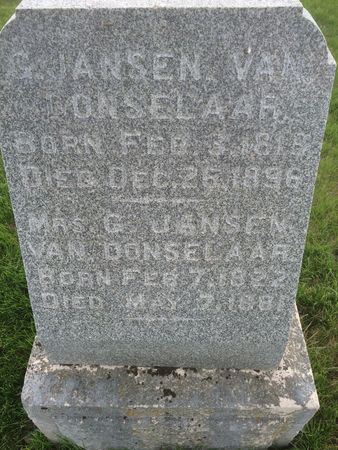 G. JANSEN VAN
DONSELAAR
BORN FEB. 3, 1818
DIED DEC. 26, 1896
MRS. G. JANSEN
VAN DONSELAAR
BORN FEB 7, 1822
DIED MAY 2, 1881